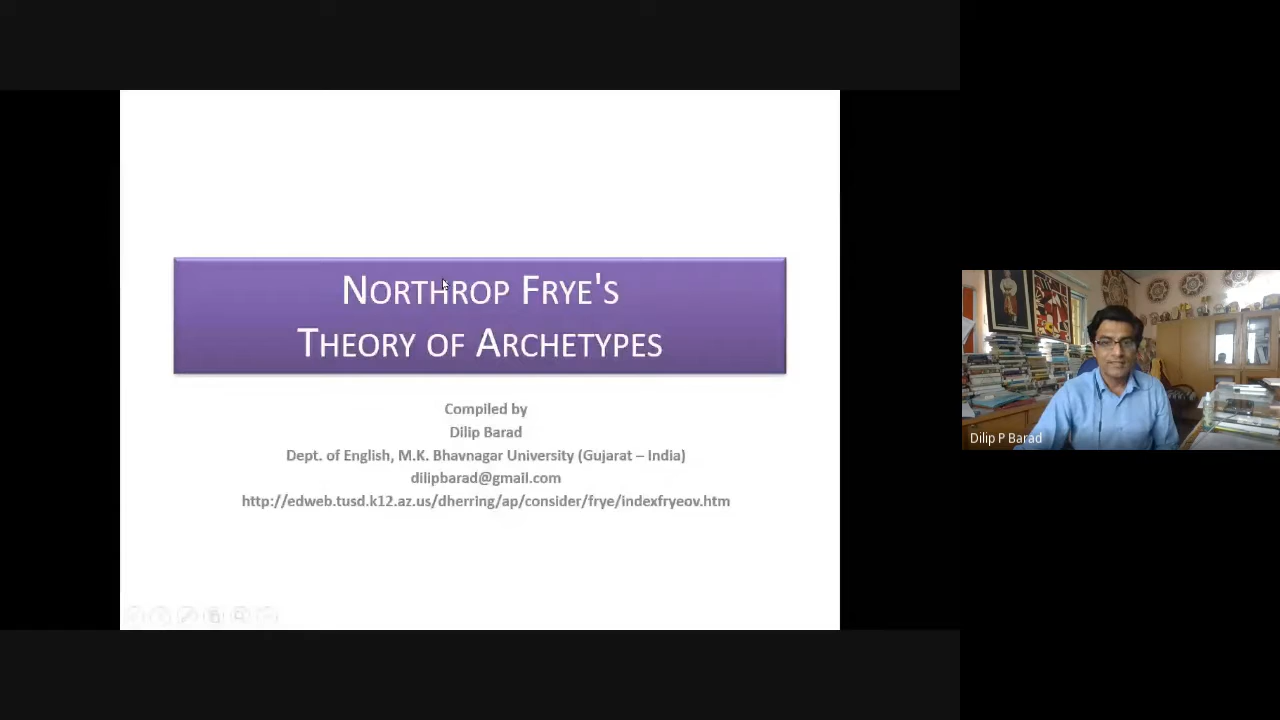 Northrop Frye's
Theory of Archetypes
Compiled by
Dilip Barad
Dept. of English, M.K. Bhavnagar University (Gujarat – India)
dilipbarad@gmail.com
http://edweb.tusd.k12.az.us/dherring/ap/consider/frye/indexfryeov.htm
Dilip P Barad